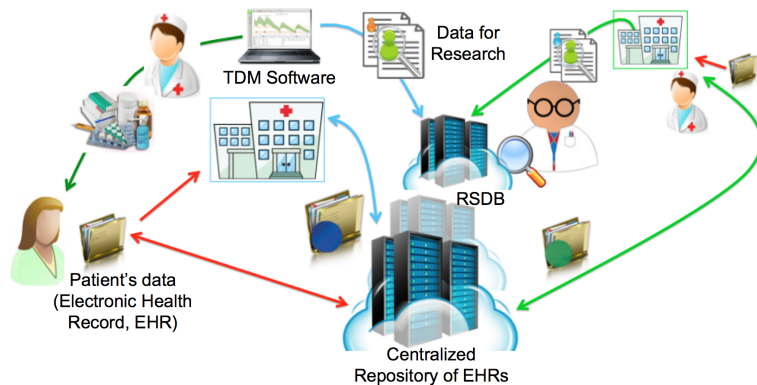 TDM Software
Data for
Research
RSDB
Patient's data
(Electronic Health
Record, EHR)
Centralized
Repository of EHRs